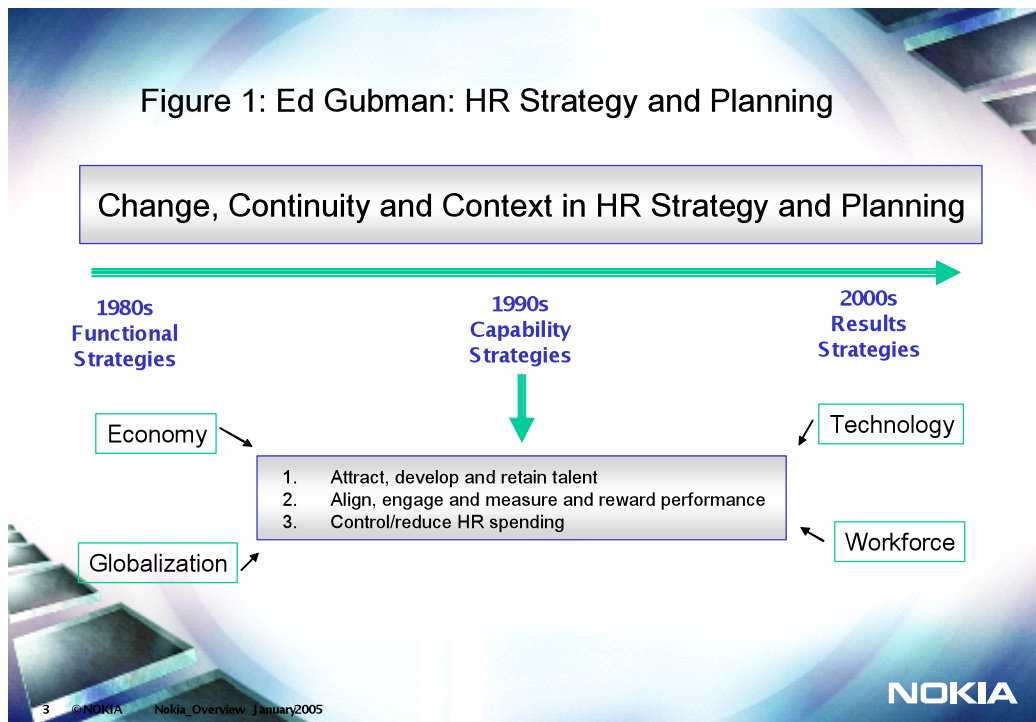 Figure 1: Ed Gubman: HR Strategy and Planning
Change, Continuity and Context in HR Strategy and Planning
1980s
Functional
Strategies
1990s
Capability
Strategies
2000s
Results
Strategies
Economy
Technology
1. Attract, develop and retain talent
2. Align, engage and measure and reward performance
3. Control/reduce HR spending
Globalization
Workforce
3 © NOKIA Nokia_Overview January2005
NOKIA